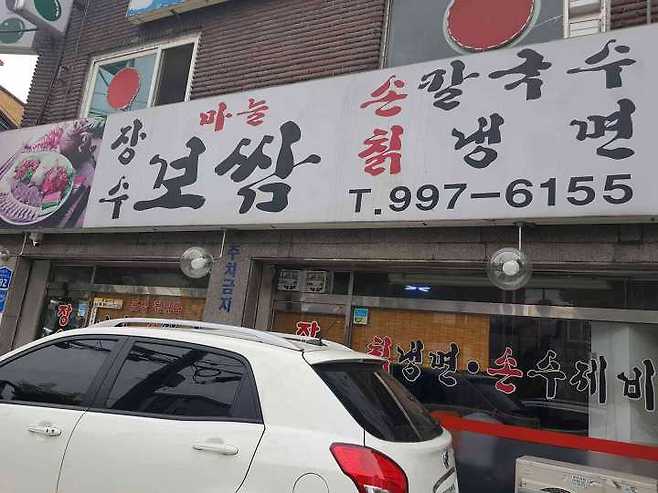 장수
마늘
보쌈
손칼국수
칡냉면
T.997-6155
주차금지
칡냉면·손수제비